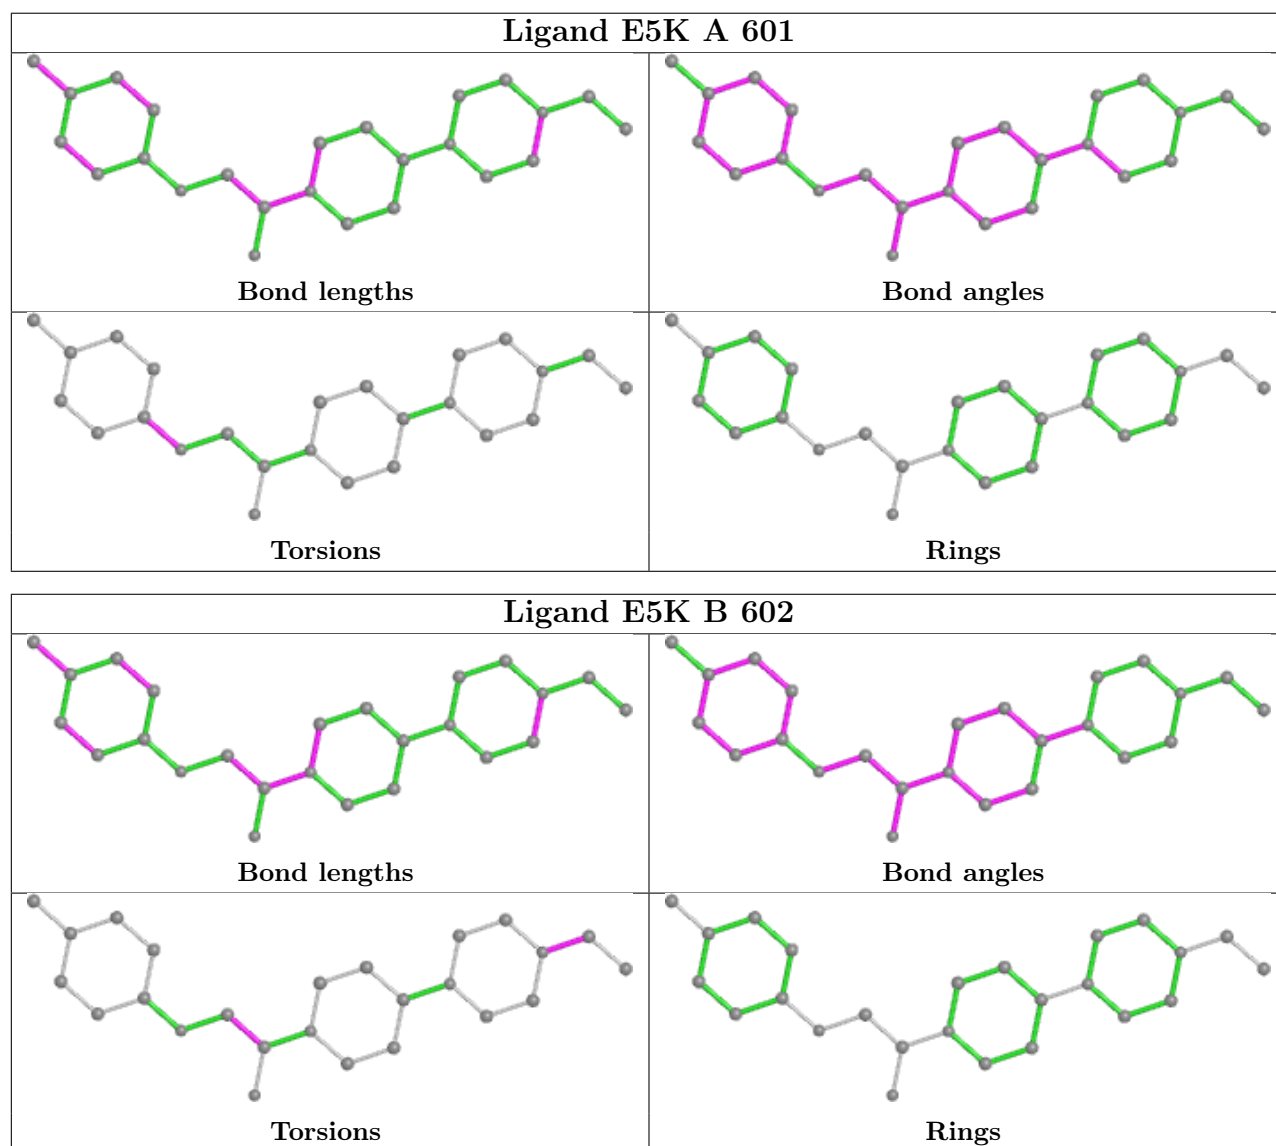 Ligand E5K A 601
Bond lengths
Bond angles
Torsions
Rings
Ligand E5K B 602
Bond lengths
Bond angles
Torsions
Rings